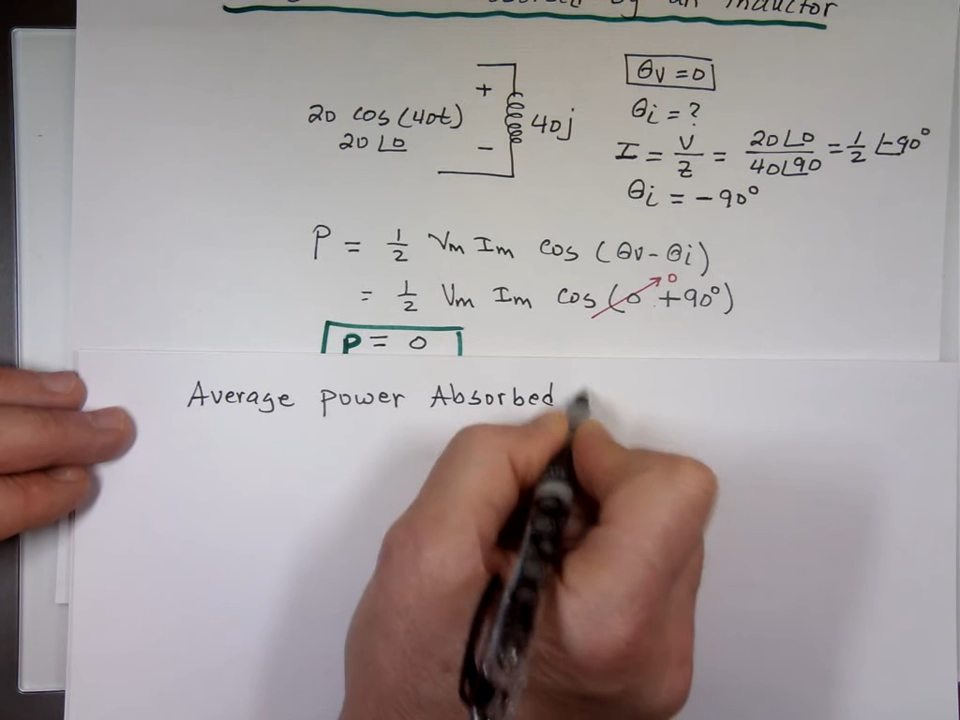 by an Inductor
+
20 cos (40t)
20∠0
40j
−
θv = 0
θi = ?
I = V/Z = 20∠0 / 40∠90 = 1/2 ∠-90°
θi = -90°
P = 1/2 Vm Im cos (θv - θi)
= 1/2 Vm Im cos (0 + 90°) 0
P = 0
Average power Absorbed